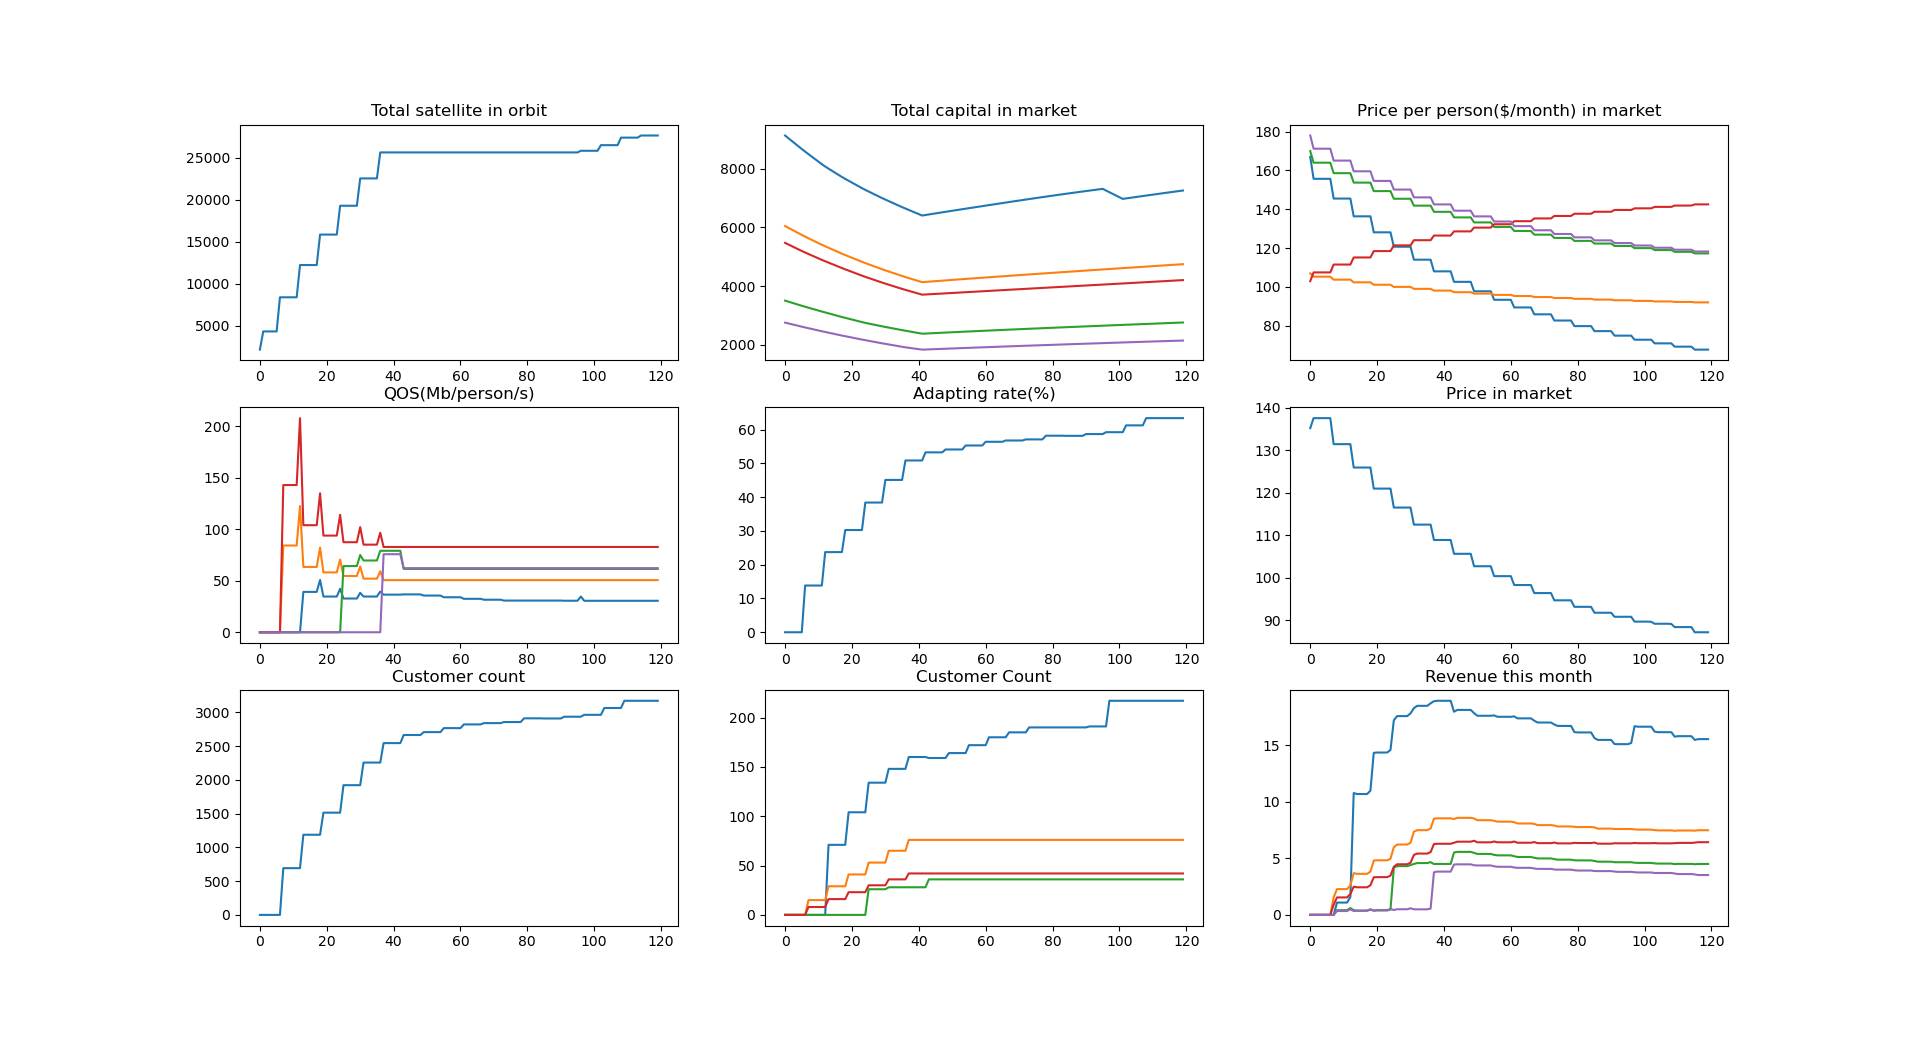 Total satellite in orbit
Total capital in market
Price per person($/month) in market
25000
20000
15000
10000
5000
0 20 40 60 80 100 120
8000
6000
4000
2000
0 20 40 60 80 100 120
180
160
140
120
100
80
0 20 40 60 80 100 120
QOS(Mb/person/s)
Adapting rate(%)
Price in market
200
150
100
50
0
0 20 40 60 80 100 120
60
50
40
30
20
10
0
0 20 40 60 80 100 120
140
130
120
110
100
90
0 20 40 60 80 100 120
Customer count
Customer Count
Revenue this month
3000
2500
2000
1500
1000
500
0
0 20 40 60 80 100 120
200
150
100
50
0
0 20 40 60 80 100 120
15
10
5
0
0 20 40 60 80 100 120